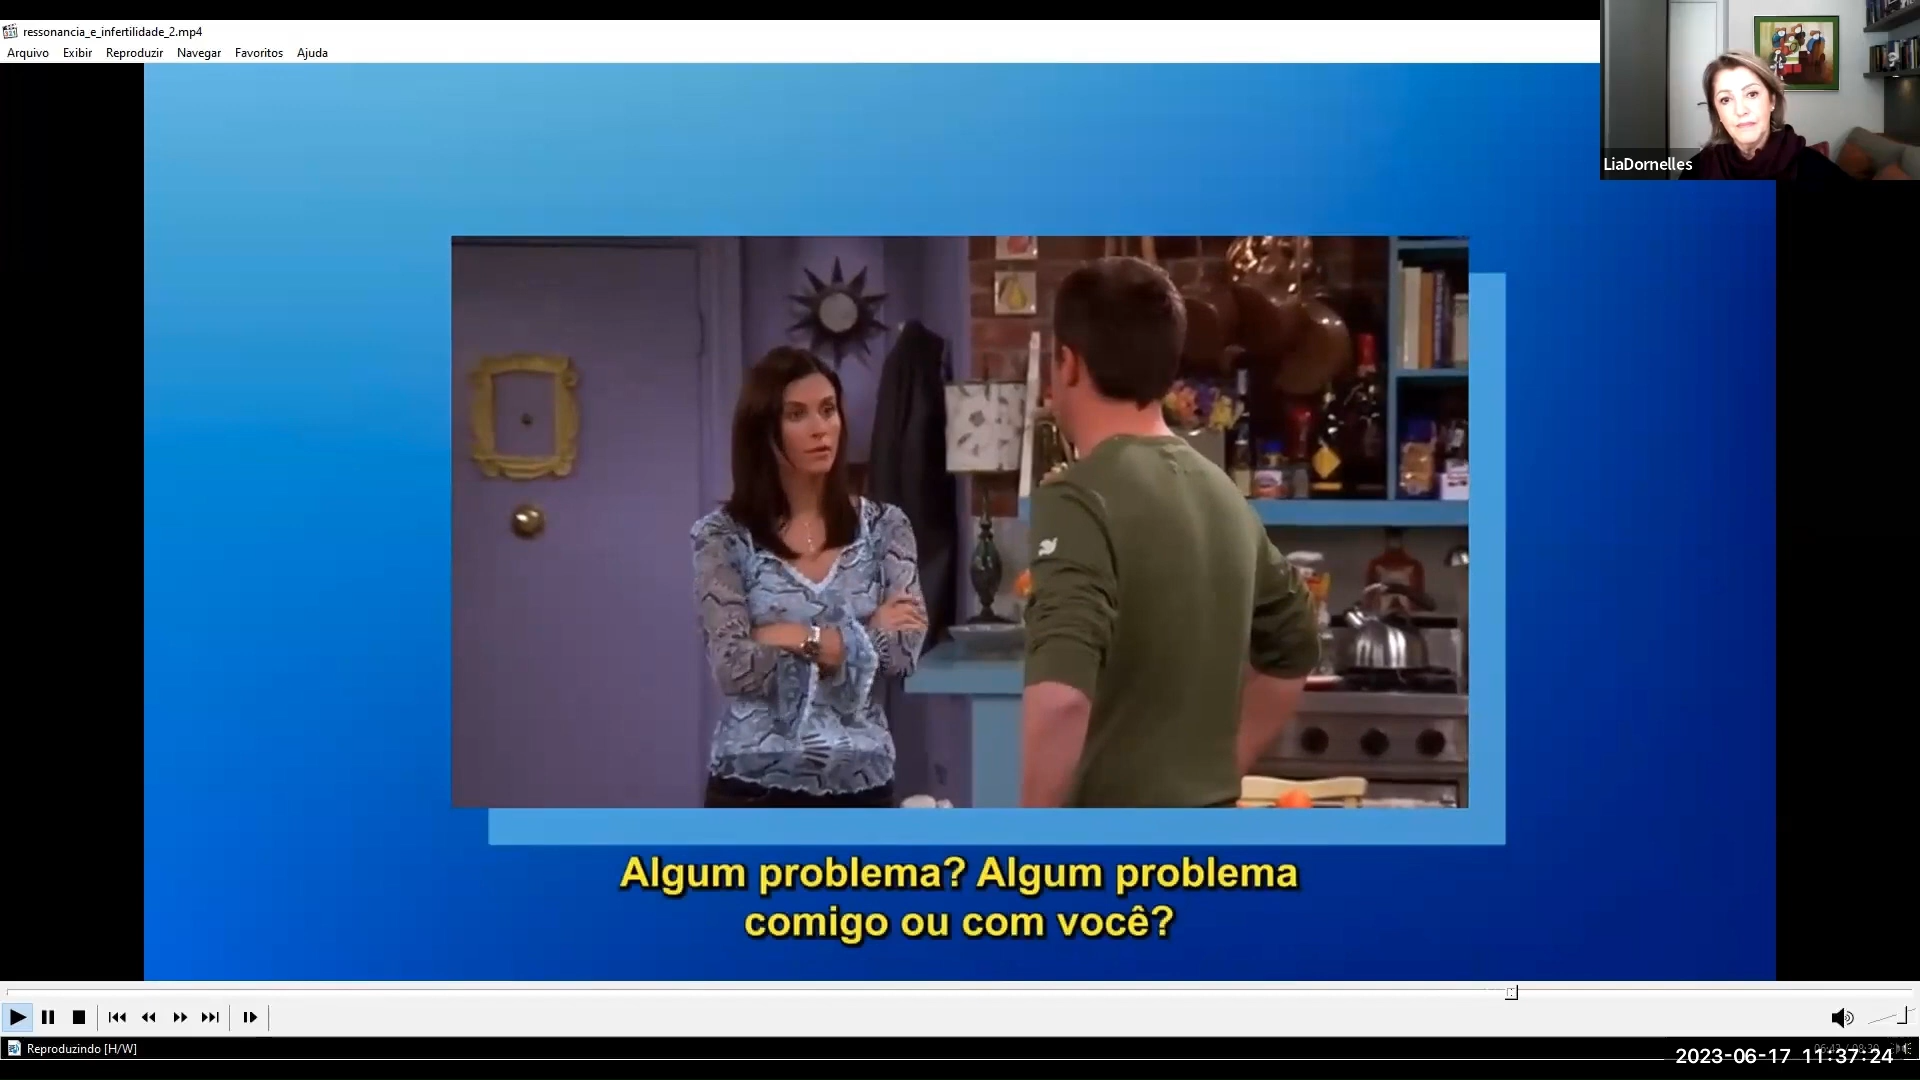 ressonancia_e_infertilidade_2.mp4
Arquivo Exibir Reproduzir Navegar Favoritos Ajuda
LiaDornelles
Algum problema? Algum problema
comigo ou com você?
Reproduzindo [H/W]
2023-06-17 11:37:24